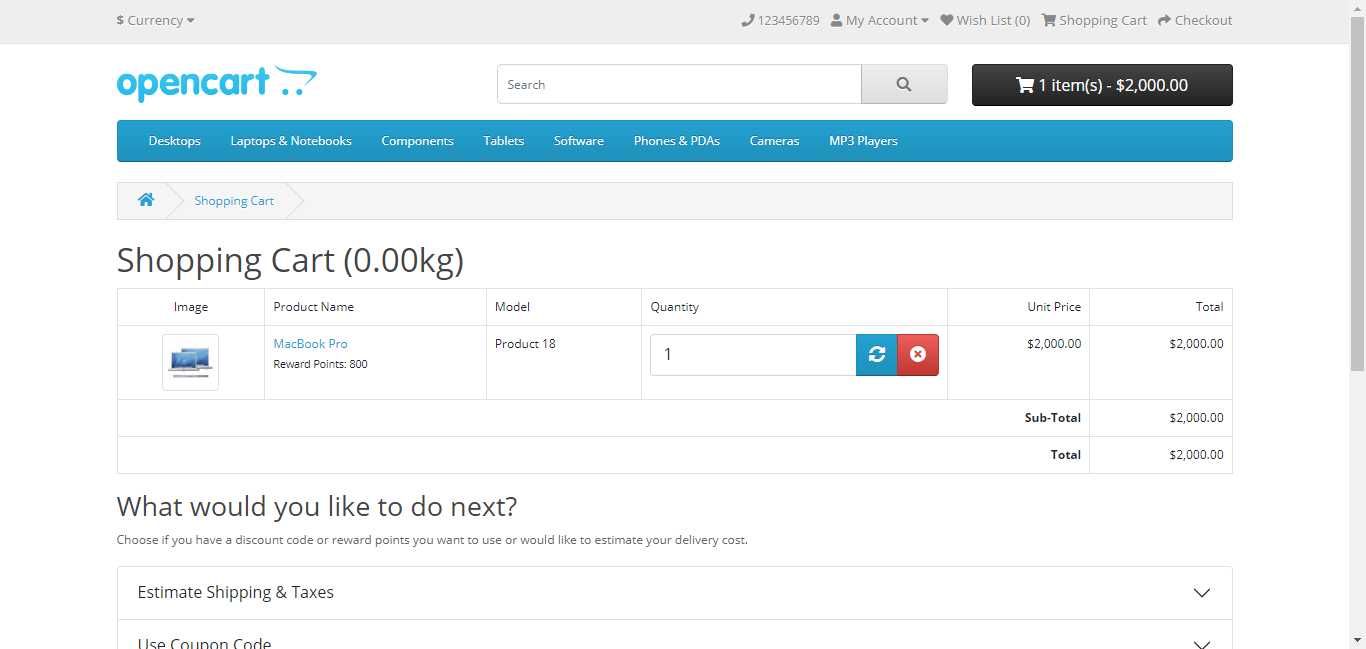 $ Currency
123456789 My Account Wish List (0) Shopping Cart Checkout
opencart
Search
1 item(s) - $2,000.00
Desktops Laptops & Notebooks Components Tablets Software Phones & PDAs Cameras MP3 Players
Shopping Cart
Shopping Cart (0.00kg)
Image Product Name Model Quantity Unit Price Total
MacBook Pro Product 18 1 $2,000.00 $2,000.00
Reward Points: 800
Sub-Total $2,000.00
Total $2,000.00
What would you like to do next?
Choose if you have a discount code or reward points you want to use or would like to estimate your delivery cost.
Estimate Shipping & Taxes
Use Coupon Code